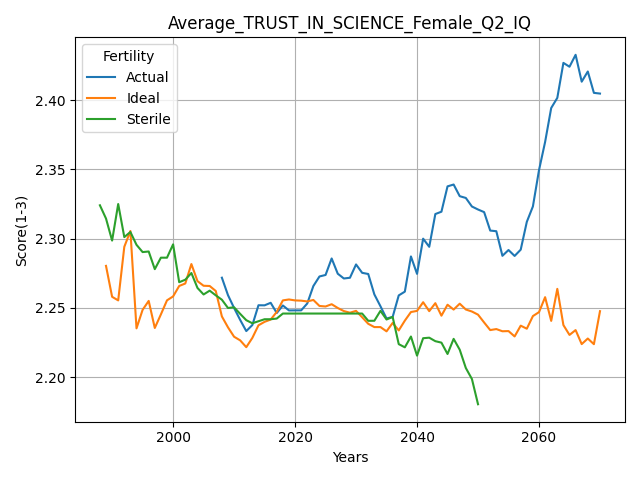 Average_TRUST_IN_SCIENCE_Female_Q2_IQ
Fertility
Actual
Ideal
Sterile
Score(1-3)
2.40
2.35
2.30
2.25
2.20
2000
2020
2040
2060
Years